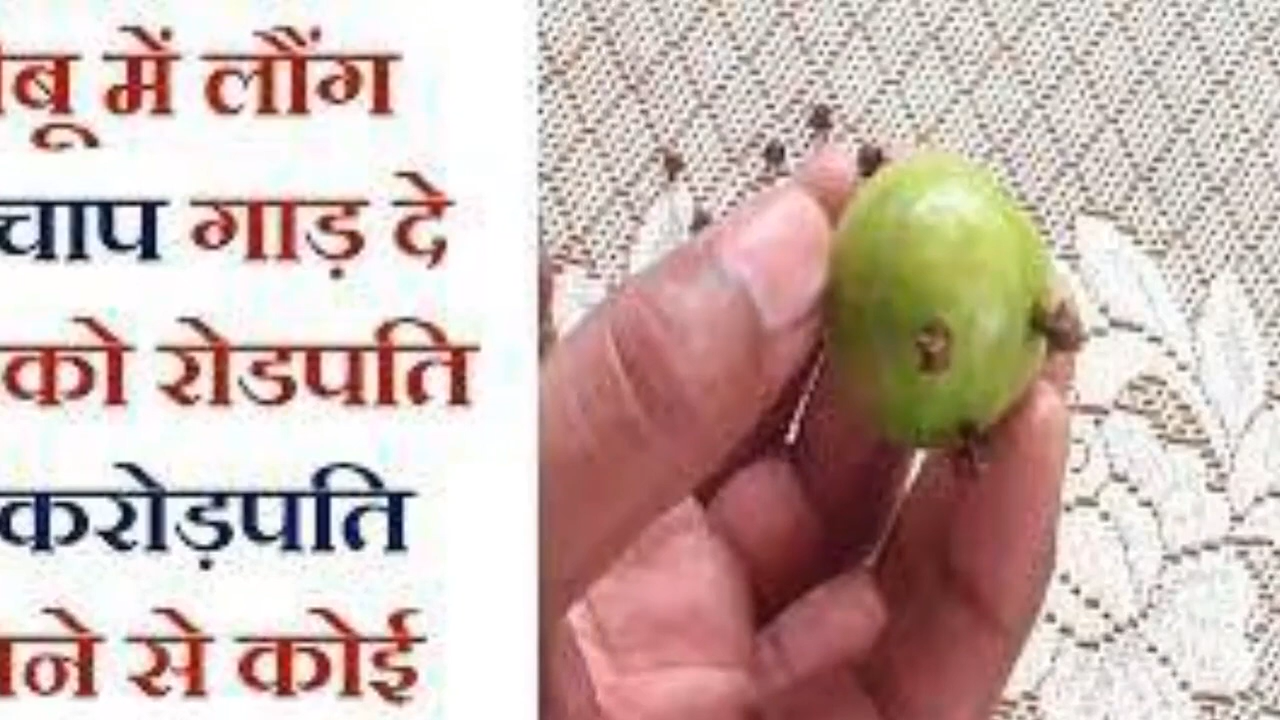 में लौंग
चाप गाड़ दे
को रोडपति
करोड़पति
से कोई